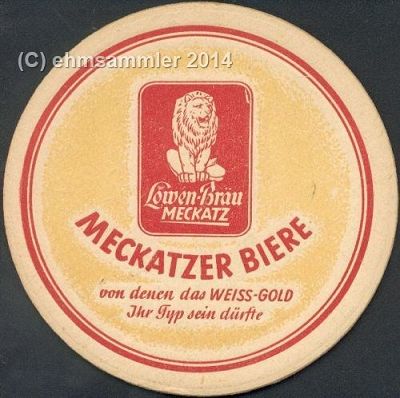 (C) ehmsammler 2014
Löwen-Bräu
MECKATZ
MECKATZER BIERE
von denen das WEISS-GOLD
Ihr Typ sein dürfte